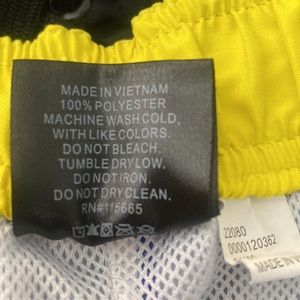 MADE IN VIETNAM
100% POLYESTER
MACHINE WASH COLD,
WITH LIKE COLORS.
DO NOT BLEACH.
TUMBLE DRY LOW.
DO NOT IRON.
DO NOT DRY CLEAN.
RN#115665
22080
0000120362
MADE IN